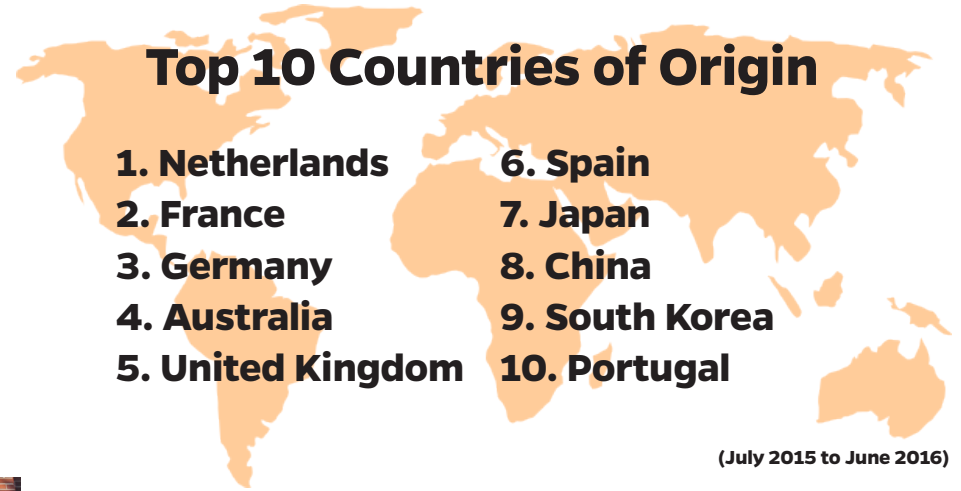 Top 10 Countries of Origin
1. Netherlands
2. France
3. Germany
4. Australia
5. United Kingdom
6. Spain
7. Japan
8. China
9. South Korea
10. Portugal
(July 2015 to June 2016)